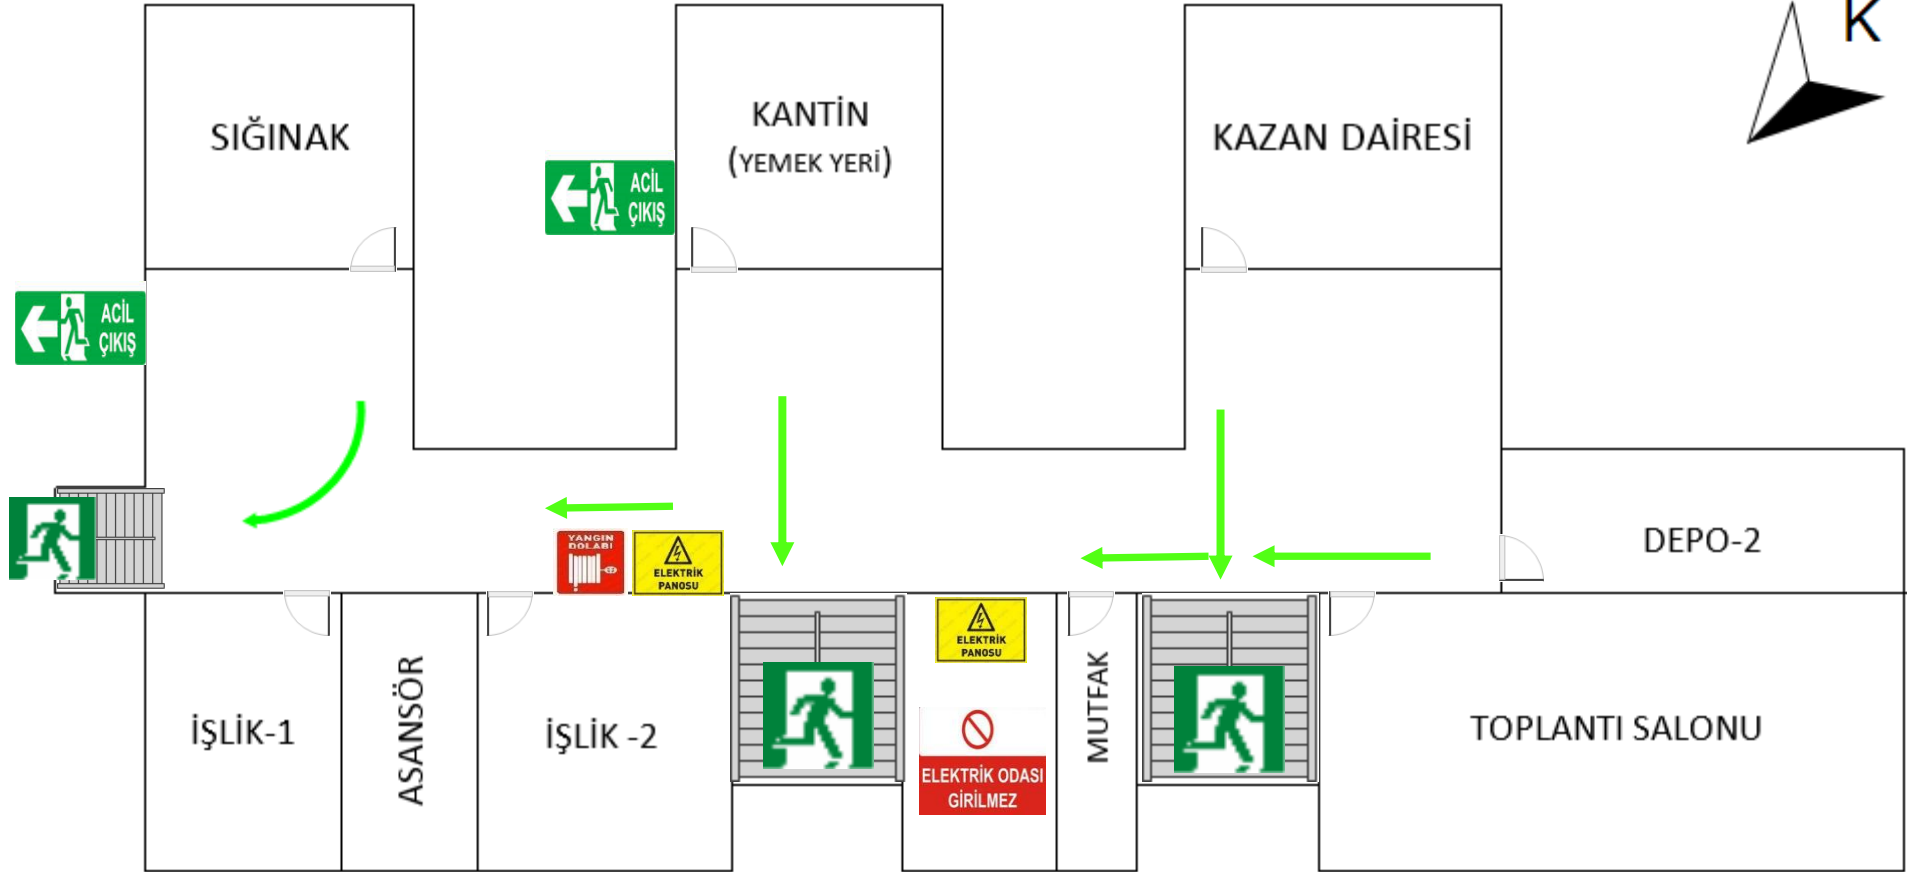 K
SIĞINAK
KANTİN
(YEMEK YERİ)
KAZAN DAİRESİ
ACİL
ÇIKIŞ
ACİL
ÇIKIŞ
DEPO-2
YANGIN
DOLABI
ELEKTRİK
PANOSU
ELEKTRİK
PANOSU
İŞLİK-1
ASANSÖR
İŞLİK -2
MUTFAK
TOPLANTI SALONU
ELEKTRİK ODASI
GİRİLMEZ